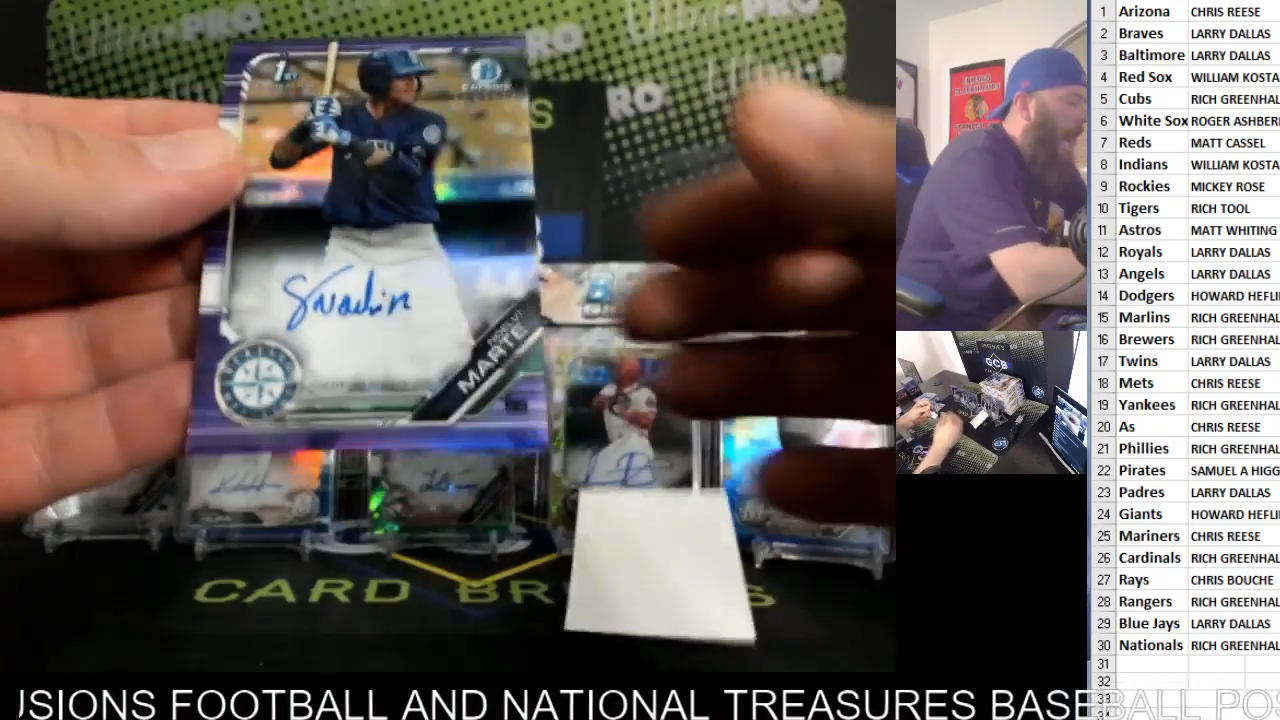 Ultra•PRO
Ultra•PRO
1ST
MARTE
CARD BR
S
GCB
1 Arizona CHRIS REESE
2 Braves LARRY DALLAS
3 Baltimore LARRY DALLAS
4 Red Sox WILLIAM KOSTA
5 Cubs RICH GREENHAL
6 White Sox ROGER ASHBER
7 Reds MATT CASSEL
8 Indians WILLIAM KOSTA
9 Rockies MICKEY ROSE
10 Tigers RICH TOOL
11 Astros MATT WHITING
12 Royals LARRY DALLAS
13 Angels LARRY DALLAS
14 Dodgers HOWARD HEFLI
15 Marlins RICH GREENHAL
16 Brewers RICH GREENHAL
17 Twins LARRY DALLAS
18 Mets CHRIS REESE
19 Yankees RICH GREENHAL
20 As CHRIS REESE
21 Phillies RICH GREENHAL
22 Pirates SAMUEL A HIGG
23 Padres LARRY DALLAS
24 Giants HOWARD HEFLI
25 Mariners CHRIS REESE
26 Cardinals RICH GREENHAL
27 Rays CHRIS BOUCHE
28 Rangers RICH GREENHAL
29 Blue Jays LARRY DALLAS
30 Nationals RICH GREENHAL
31
32
33
USIONS FOOTBALL AND NATIONAL TREASURES BASEBALL POS